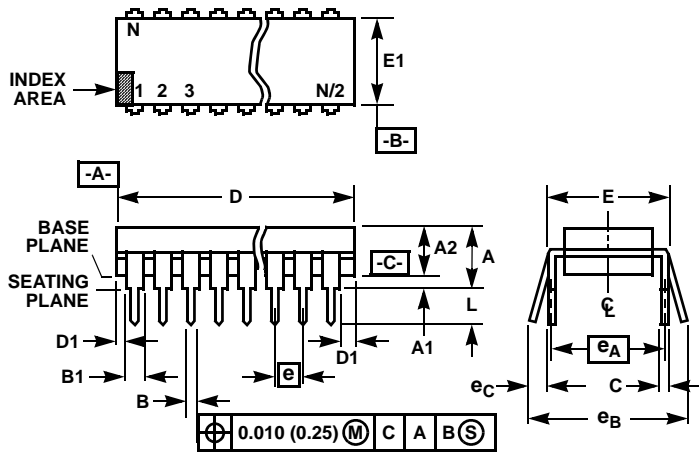 N
INDEX
AREA
1 2 3 N/2
E1
-B-
-A-
D
E
BASE
PLANE
A2
A
-C-
SEATING
PLANE
L
C L
D1
B1
B
e
D1
A1
eA
eC
C
eB
0.010 (0.25) M C A B S